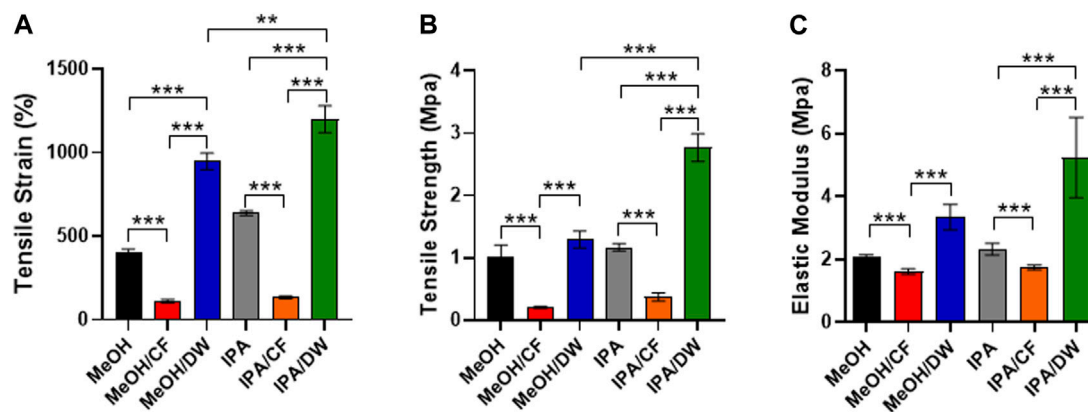 A
Tensile Strain (%)
1500
1000
500
0
**
***
***
***
***
***
***
MeOH
MeOH/CF
MeOH/DW
IPA
IPA/CF
IPA/DW
B
Tensile Strength (Mpa)
4
3
2
1
0
***
***
***
***
***
***
MeOH
MeOH/CF
MeOH/DW
IPA
IPA/CF
IPA/DW
C
Elastic Modulus (Mpa)
8
6
4
2
0
***
***
***
***
***
MeOH
MeOH/CF
MeOH/DW
IPA
IPA/CF
IPA/DW